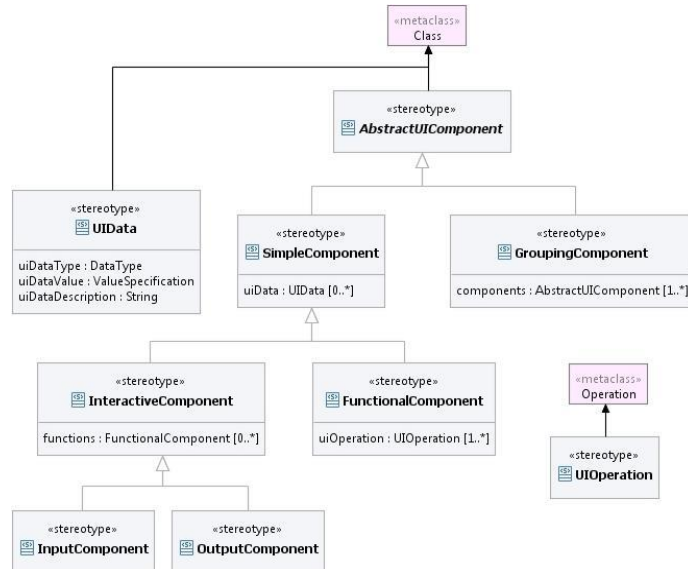 «metaclass»
Class
«stereotype»
AbstractUIComponent
«stereotype»
UIData
uiDataType : DataType
uiDataValue : ValueSpecification
uiDataDescription : String
«stereotype»
SimpleComponent
uiData : UIData [0..*]
«stereotype»
GroupingComponent
components : AbstractUIComponent [1..*]
«stereotype»
InteractiveComponent
functions : FunctionalComponent [0..*]
«stereotype»
FunctionalComponent
uiOperation : UIOperation [1..*]
«metaclass»
Operation
«stereotype»
UIOperation
«stereotype»
InputComponent
«stereotype»
OutputComponent